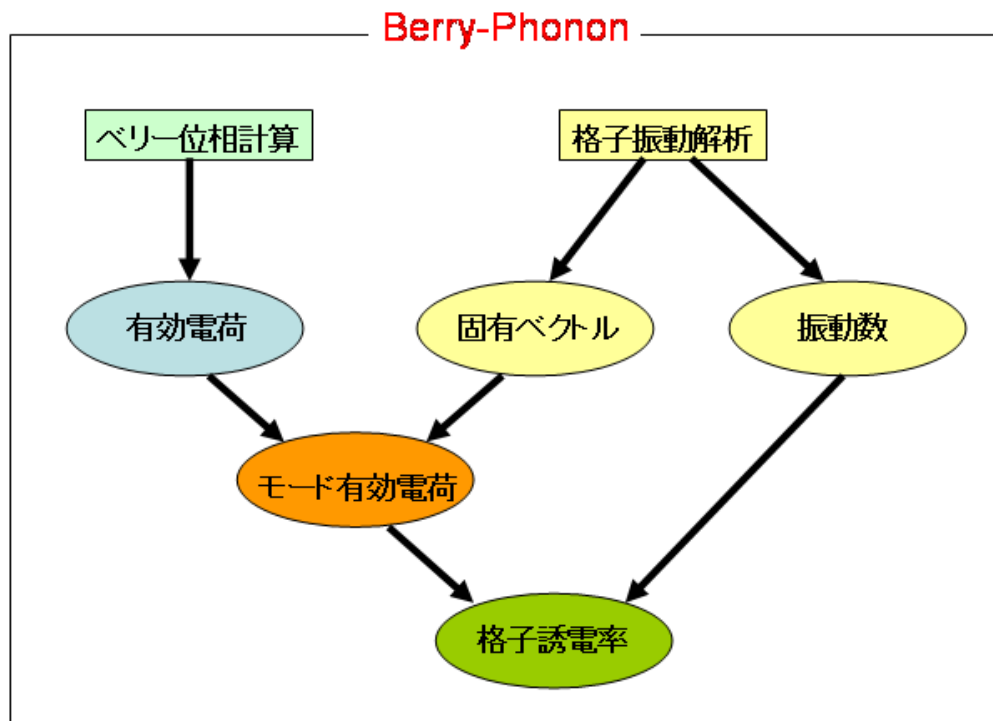 Berry-Phonon
ベリー位相計算
格子振動解析
有効電荷
固有ベクトル
振動数
モード有効電荷
格子誘電率